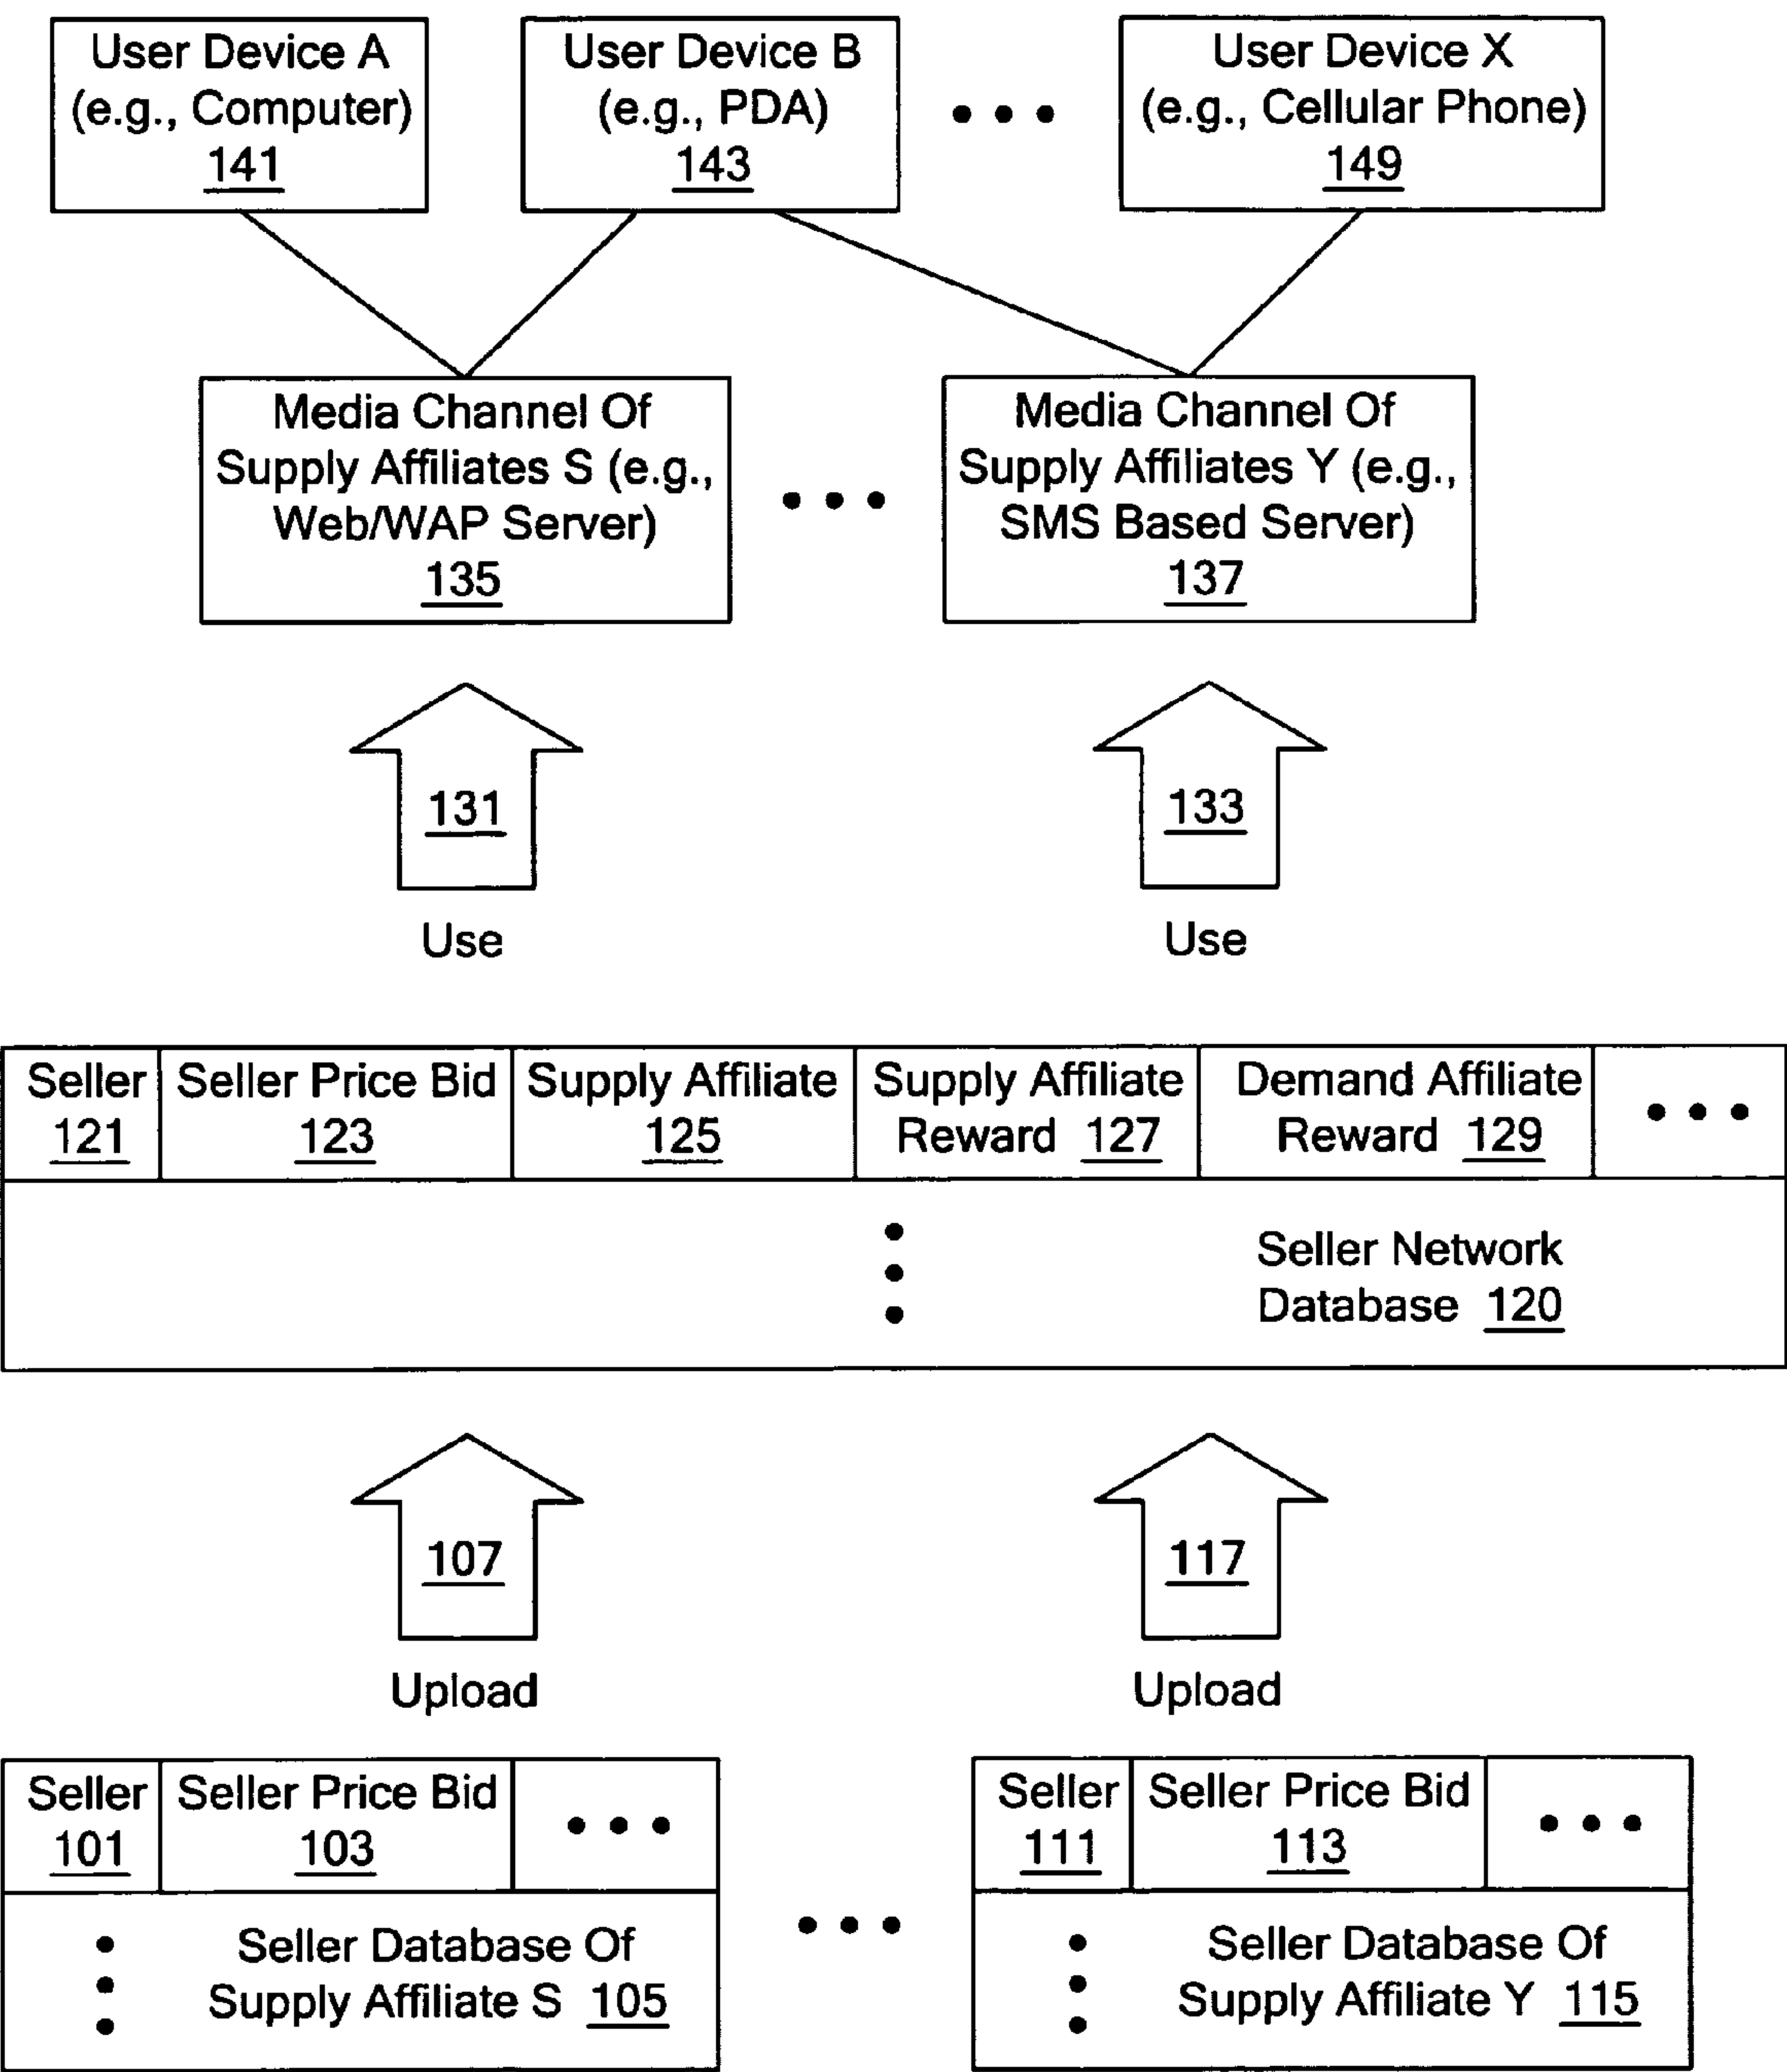 User Device A
(e.g., Computer)
141
User Device B
(e.g., PDA)
143
User Device X
(e.g., Cellular Phone)
149
Media Channel Of
Supply Affiliates S (e.g.,
Web/WAP Server)
135
Media Channel Of
Supply Affiliates Y (e.g.,
SMS Based Server)
137
131
Use
133
Use
Seller
121
Seller Price Bid
123
Supply Affiliate
125
Supply Affiliate
Reward 127
Demand Affiliate
Reward 129
Seller Network
Database 120
107
Upload
117
Upload
Seller
101
Seller Price Bid
103
Seller Database Of
Supply Affiliate S 105
Seller
111
Seller Price Bid
113
Seller Database Of
Supply Affiliate Y 115